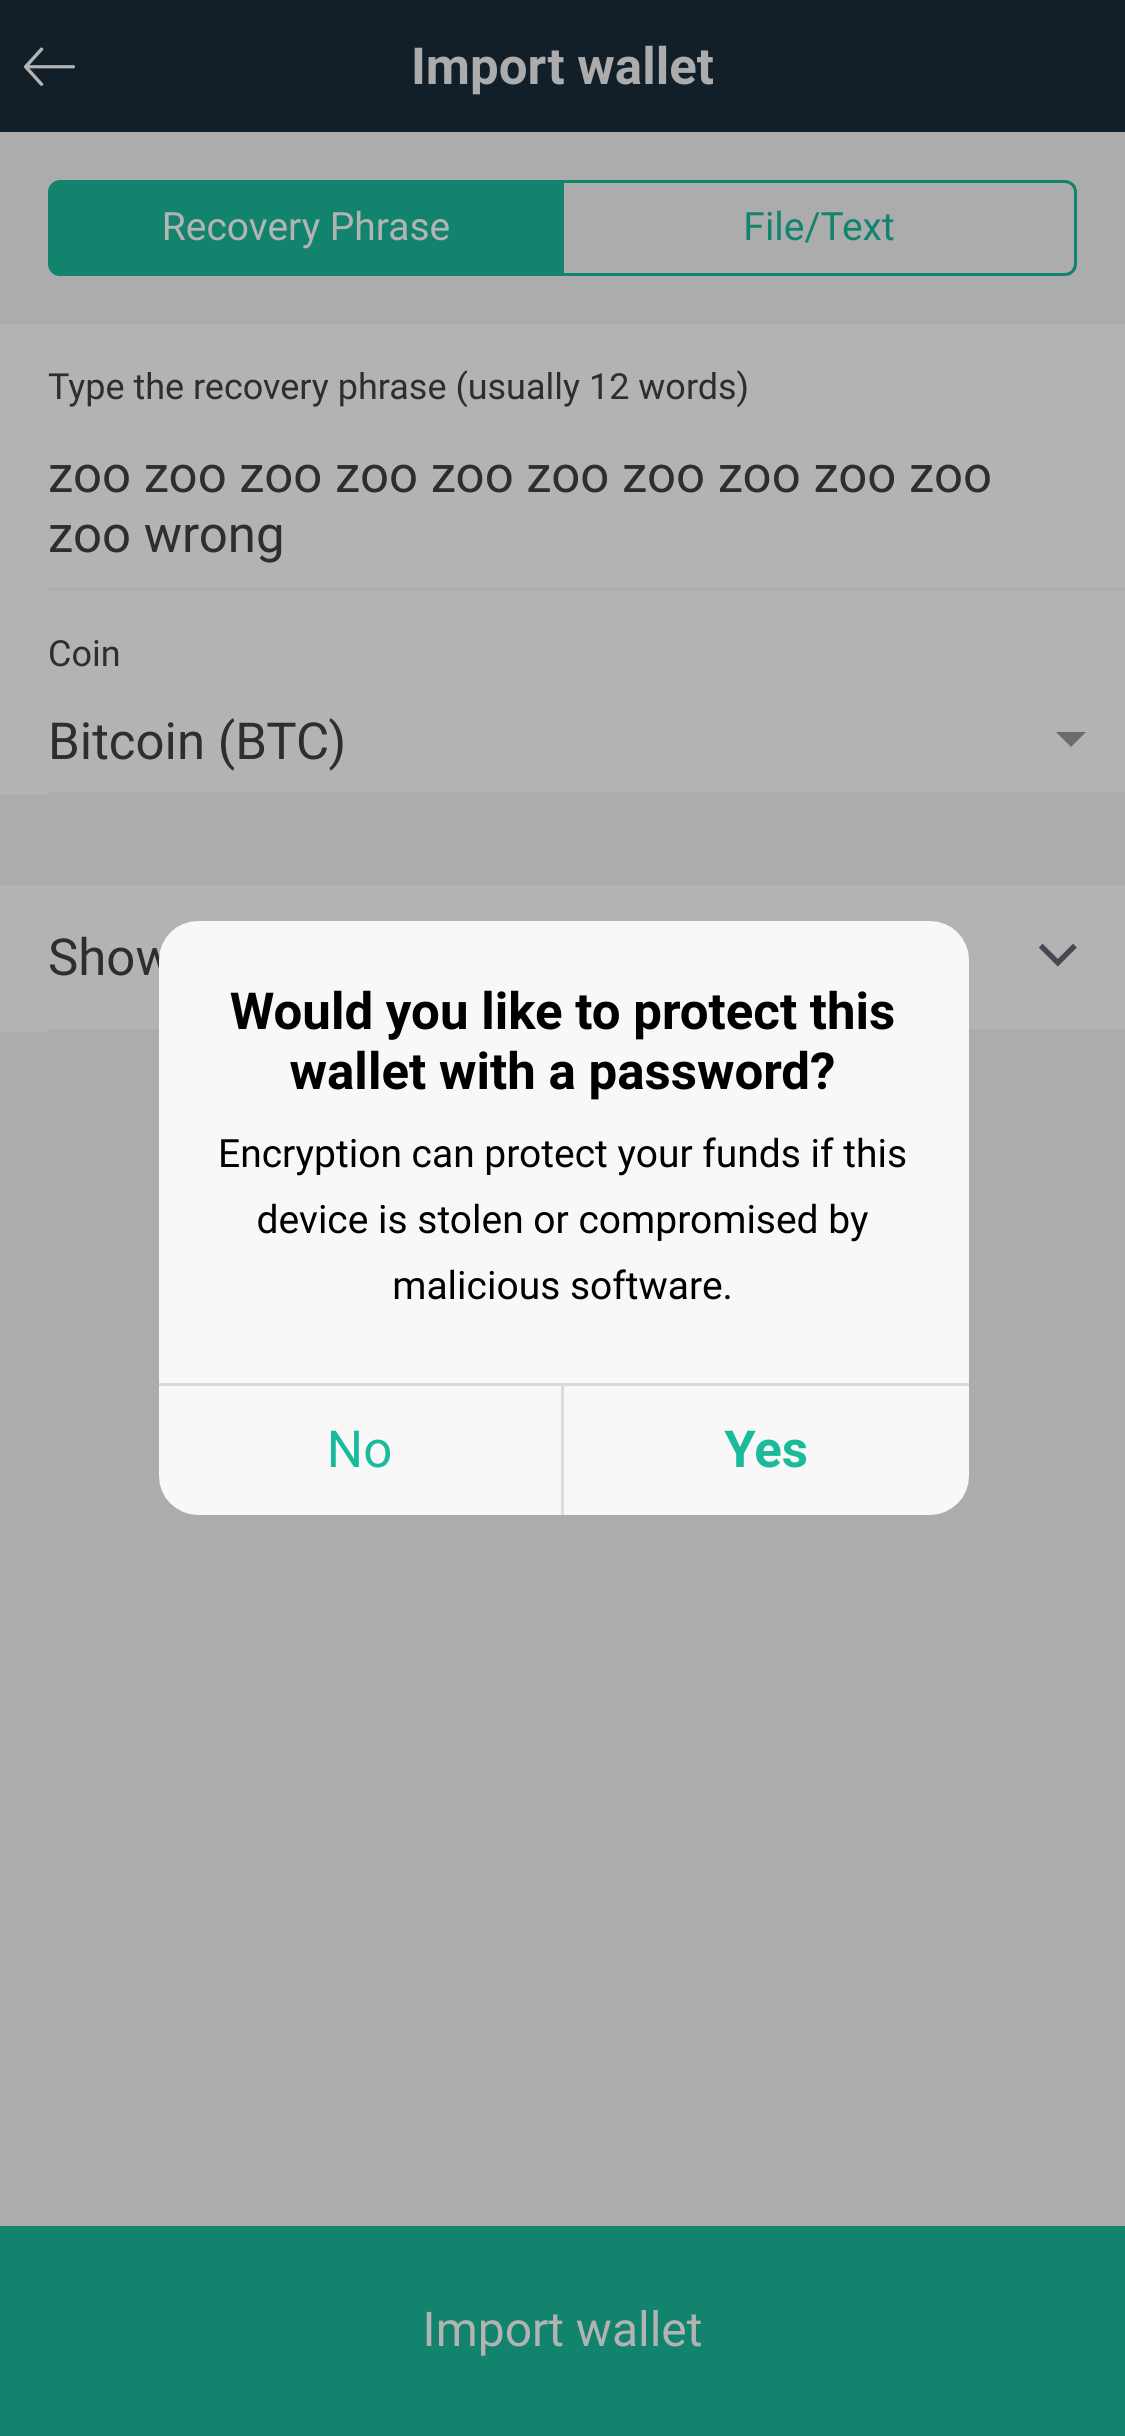 Import wallet
Recovery Phrase
File/Text
Type the recovery phrase (usually 12 words)
zoo zoo zoo zoo zoo zoo zoo zoo zoo zoo
zoo wrong
Coin
Bitcoin (BTC)
Would you like to protect this
wallet with a password?
Encryption can protect your funds if this
device is stolen or compromised by
malicious software.
No
Yes
Import wallet